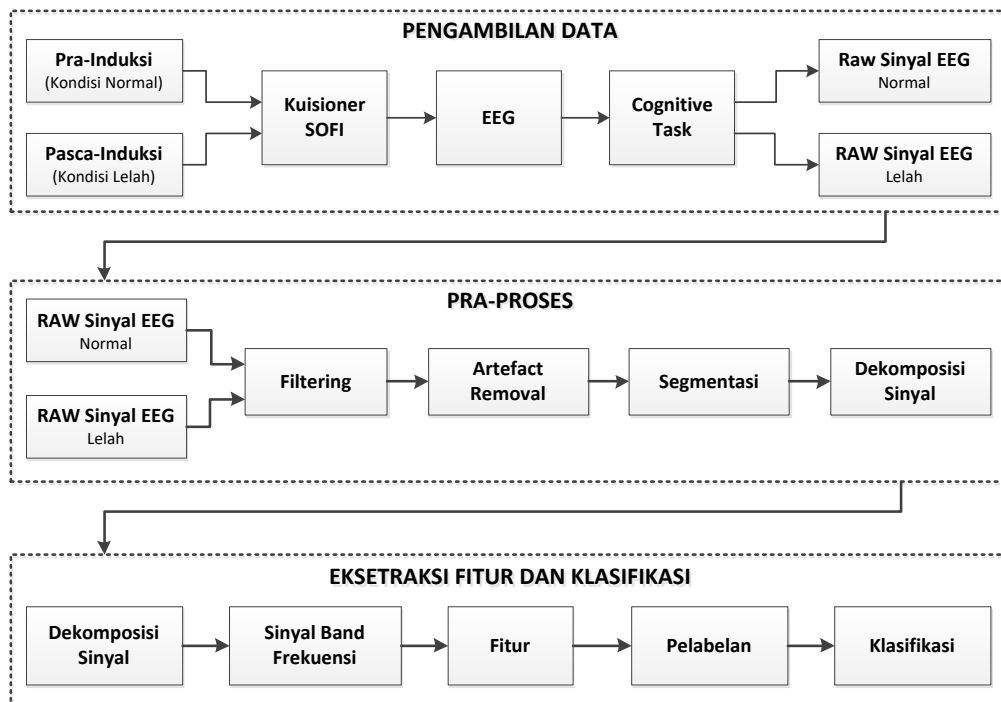 PENGAMBILAN DATA
Pra-Induksi
(Kondisi Normal)
Pasca-Induksi
(Kondisi Lelah)
Kuisioner
SOFI
EEG
Cognitive
Task
Raw Sinyal EEG
Normal
RAW Sinyal EEG
Lelah
PRA-PROSES
RAW Sinyal EEG
Normal
RAW Sinyal EEG
Lelah
Filtering
Artefact
Removal
Segmentasi
Dekomposisi
Sinyal
EKSETRAKSI FITUR DAN KLASIFIKASI
Dekomposisi
Sinyal
Sinyal Band
Frekuensi
Fitur
Pelabelan
Klasifikasi